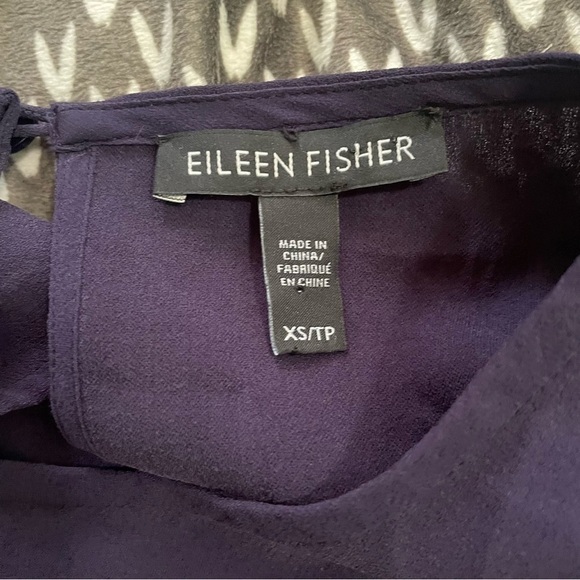 EILEEN FISHER
MADE IN
CHINA/
FABRIQUÉ
EN CHINE
XS/TP